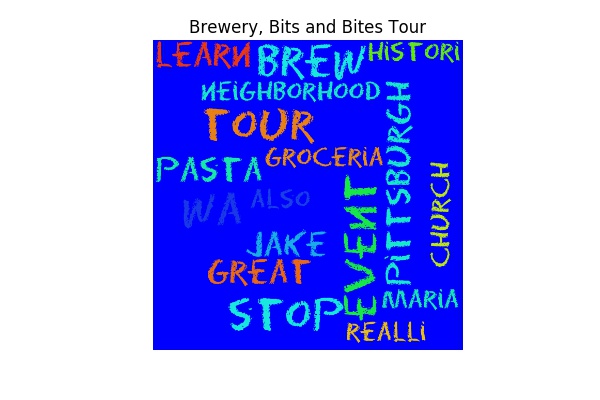 Brewery, Bits and Bites Tour
LEARN
BREW
HISTORI
NEIGHBORHOOD
TOUR
GROCERIA
PASTA
PITTSBURGH
CHURCH
WA
ALSO
EVENT
JAKE
GREAT
MARIA
STOP
REALLI